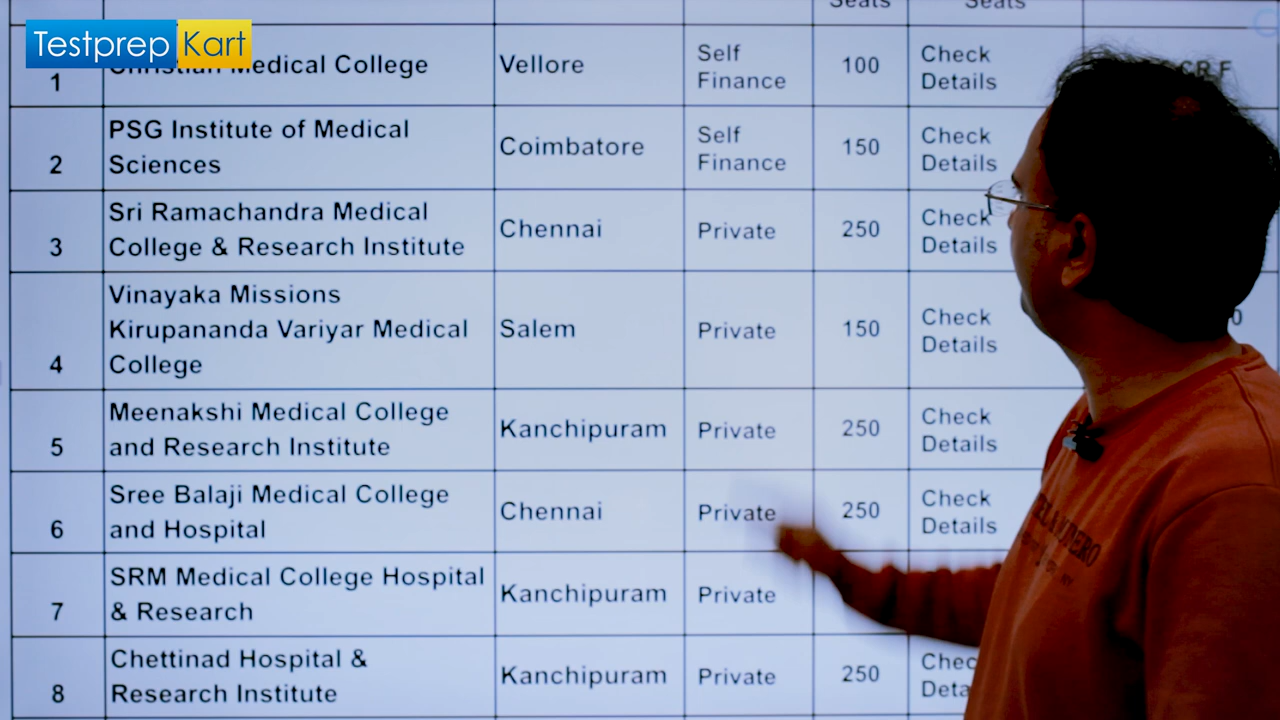 Seats
Seats
Testprep Kart
1
Christian Medical College
Vellore
Self
Finance
100
Check
Details
2
PSG Institute of Medical
Sciences
Coimbatore
Self
Finance
150
Check
Details
3
Sri Ramachandra Medical
College & Research Institute
Chennai
Private
250
Check
Details
4
Vinayaka Missions
Kirupananda Variyar Medical
College
Salem
Private
150
Check
Details
5
Meenakshi Medical College
and Research Institute
Kanchipuram
Private
250
Check
Details
6
Sree Balaji Medical College
and Hospital
Chennai
Private
250
Check
Details
7
SRM Medical College Hospital
& Research
Kanchipuram
Private
8
Chettinad Hospital &
Research Institute
Kanchipuram
Private
250